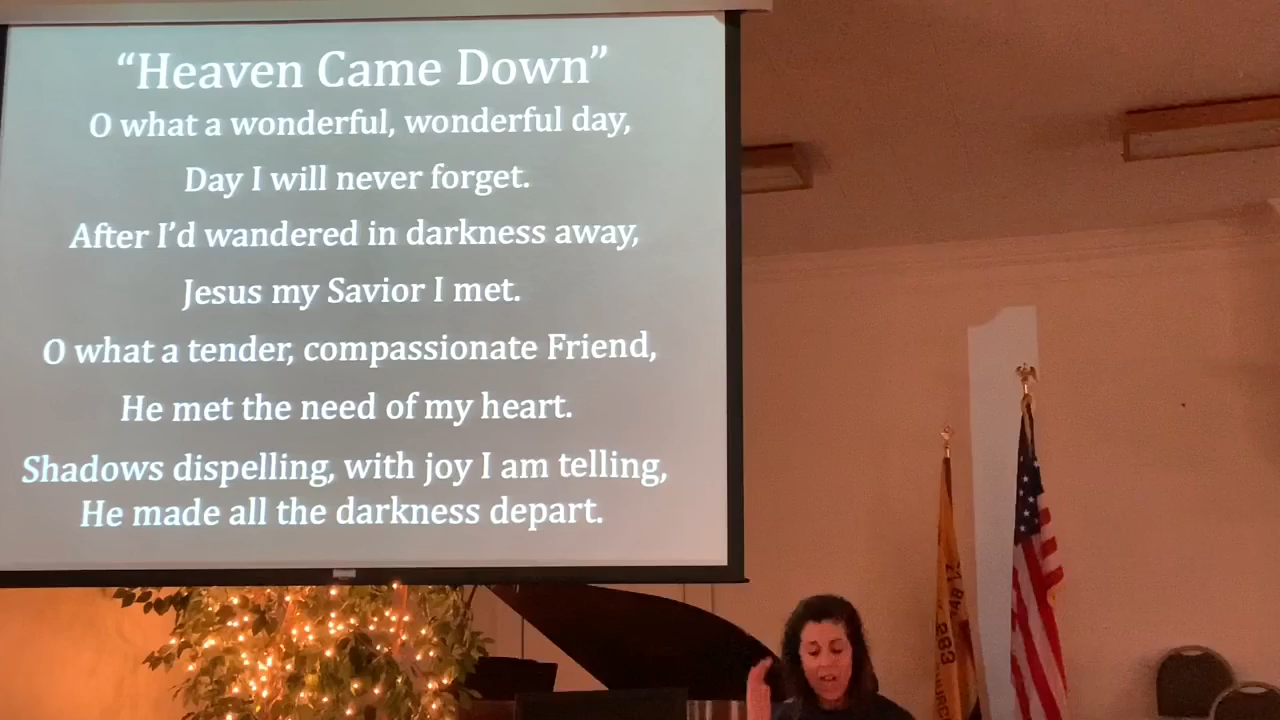 “Heaven Came Down”
O what a wonderful, wonderful day,
Day I will never forget.
After I’d wandered in darkness away,
Jesus my Savior I met.
O what a tender, compassionate Friend,
He met the need of my heart.
Shadows dispelling, with joy I am telling,
He made all the darkness depart.